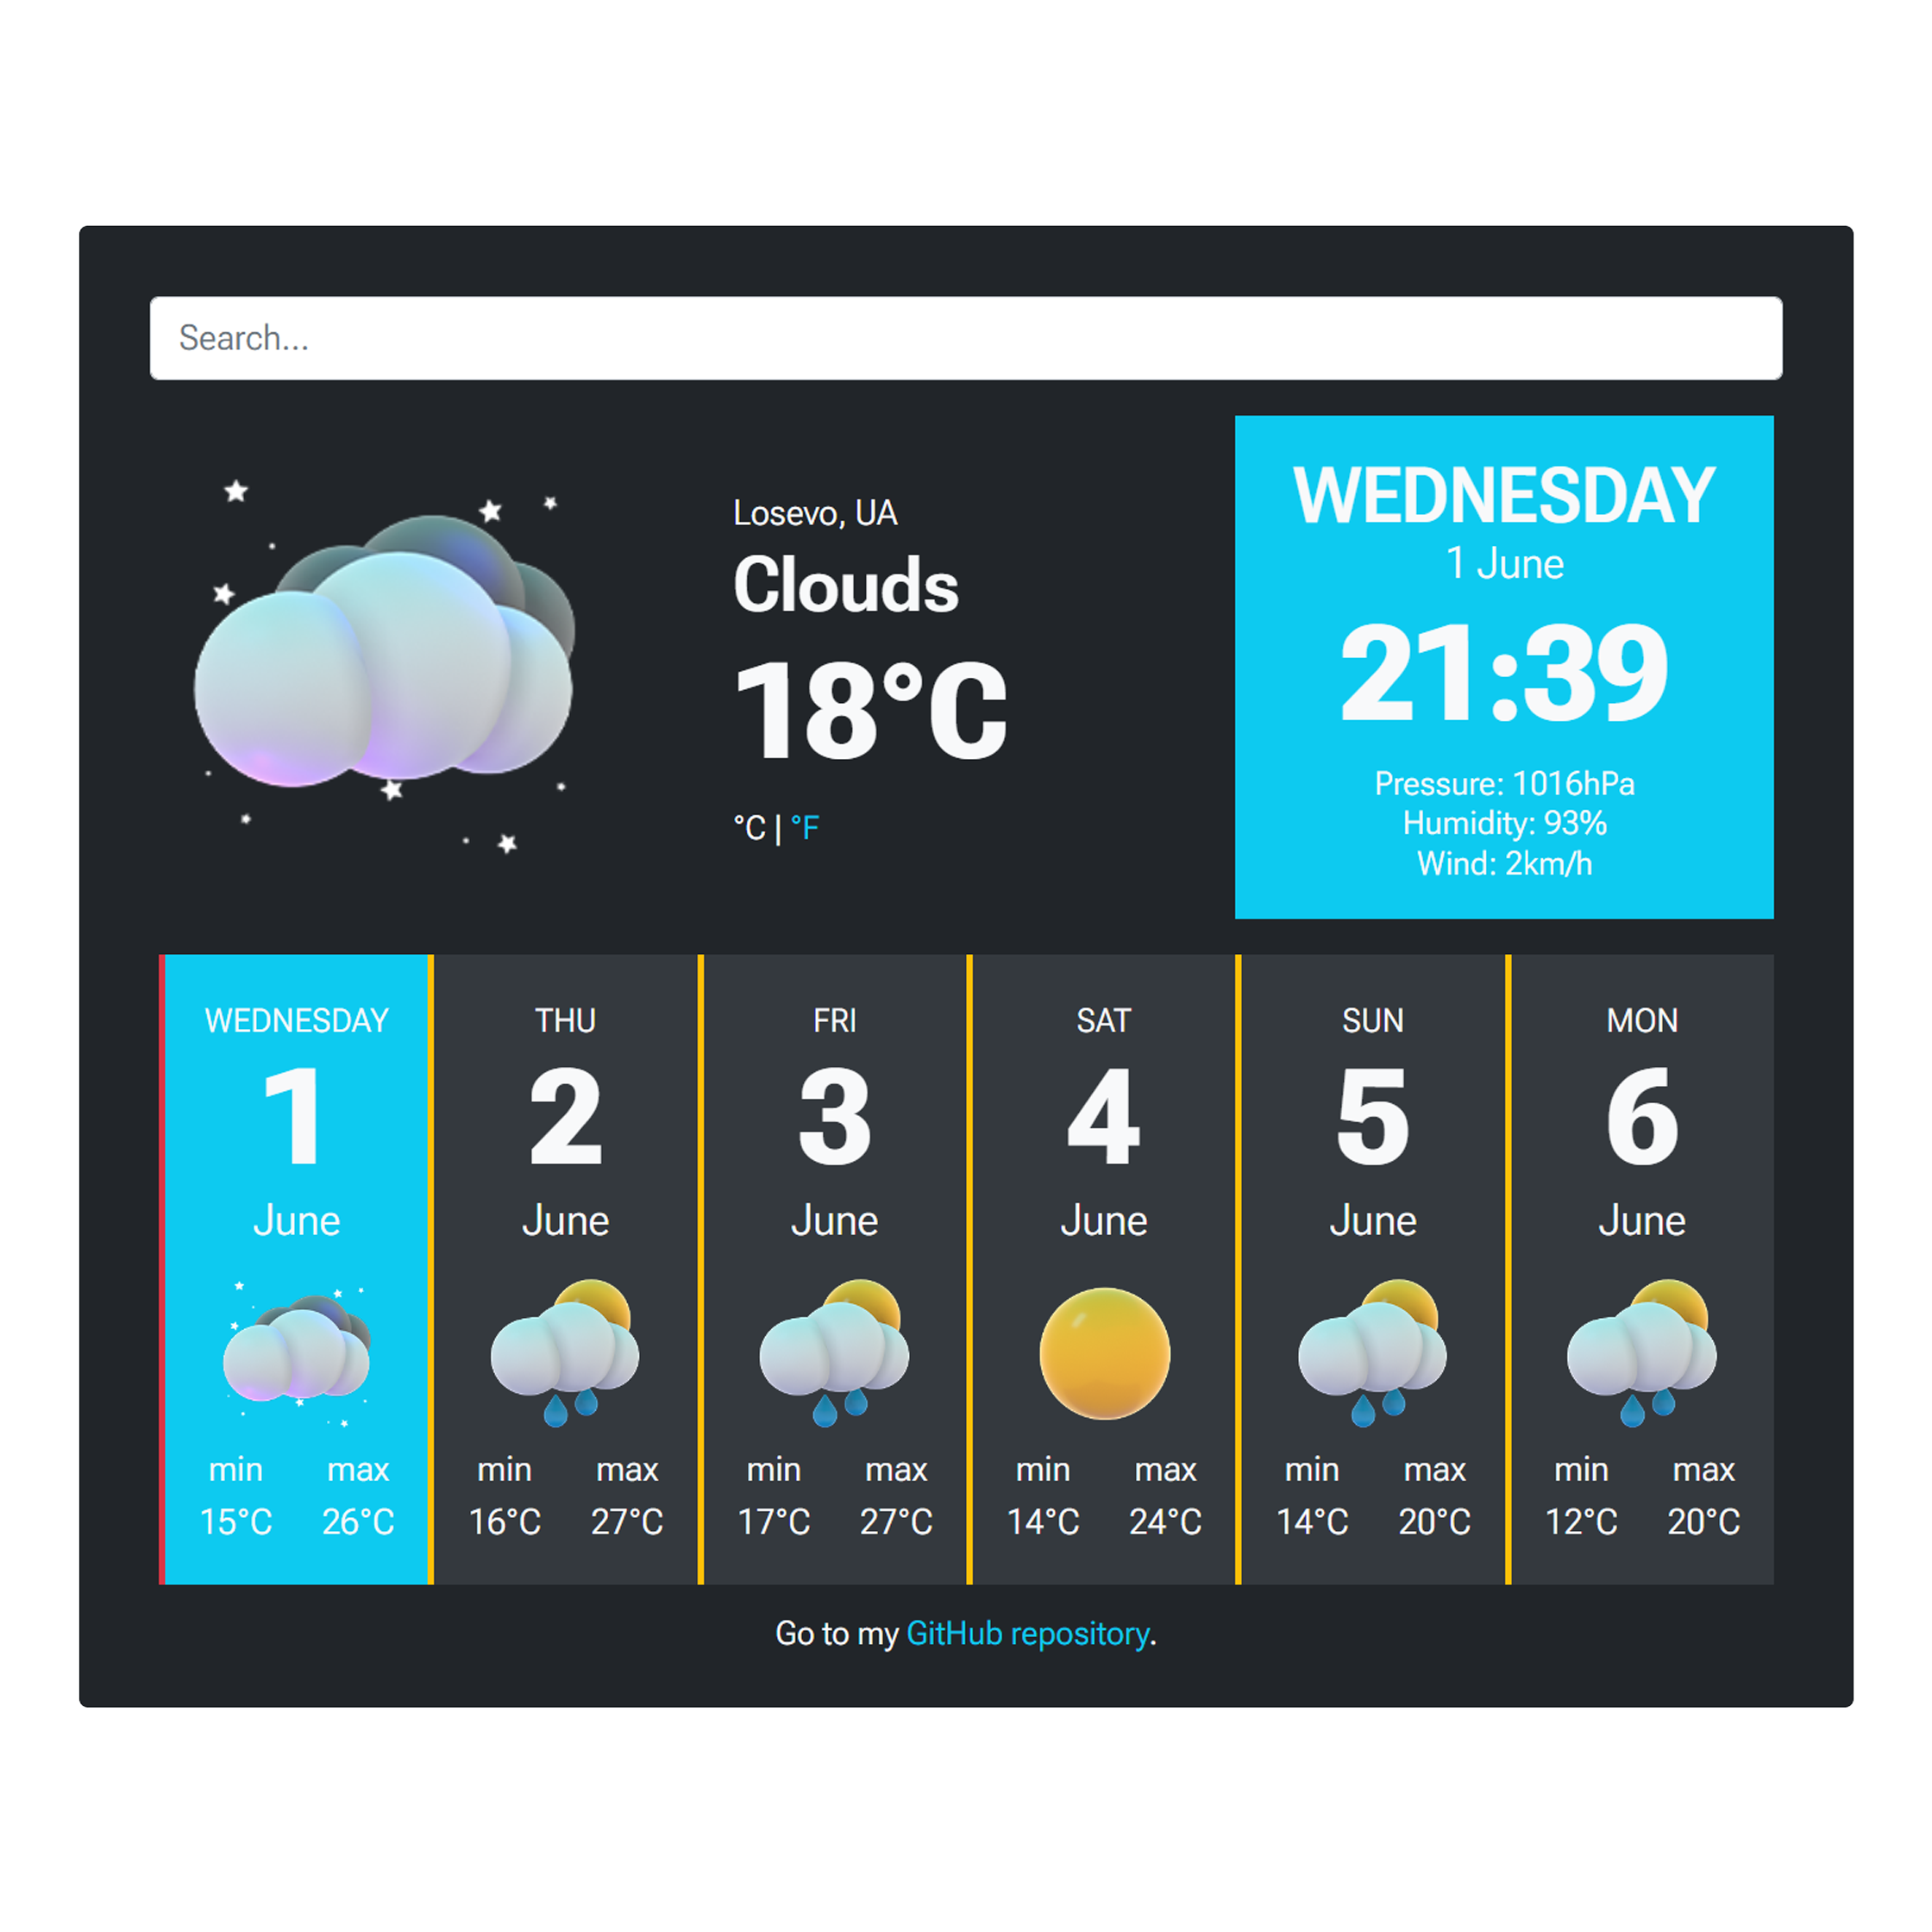 Search...
Losevo, UA
Clouds
18°C
°C | °F
WEDNESDAY
1 June
21:39
Pressure: 1016hPa
Humidity: 93%
Wind: 2km/h
WEDNESDAY
1
June
min max
15°C 26°C
THU
2
June
min max
16°C 27°C
FRI
3
June
min max
17°C 27°C
SAT
4
June
min max
14°C 24°C
SUN
5
June
min max
14°C 20°C
MON
6
June
min max
12°C 20°C
Go to my GitHub repository.